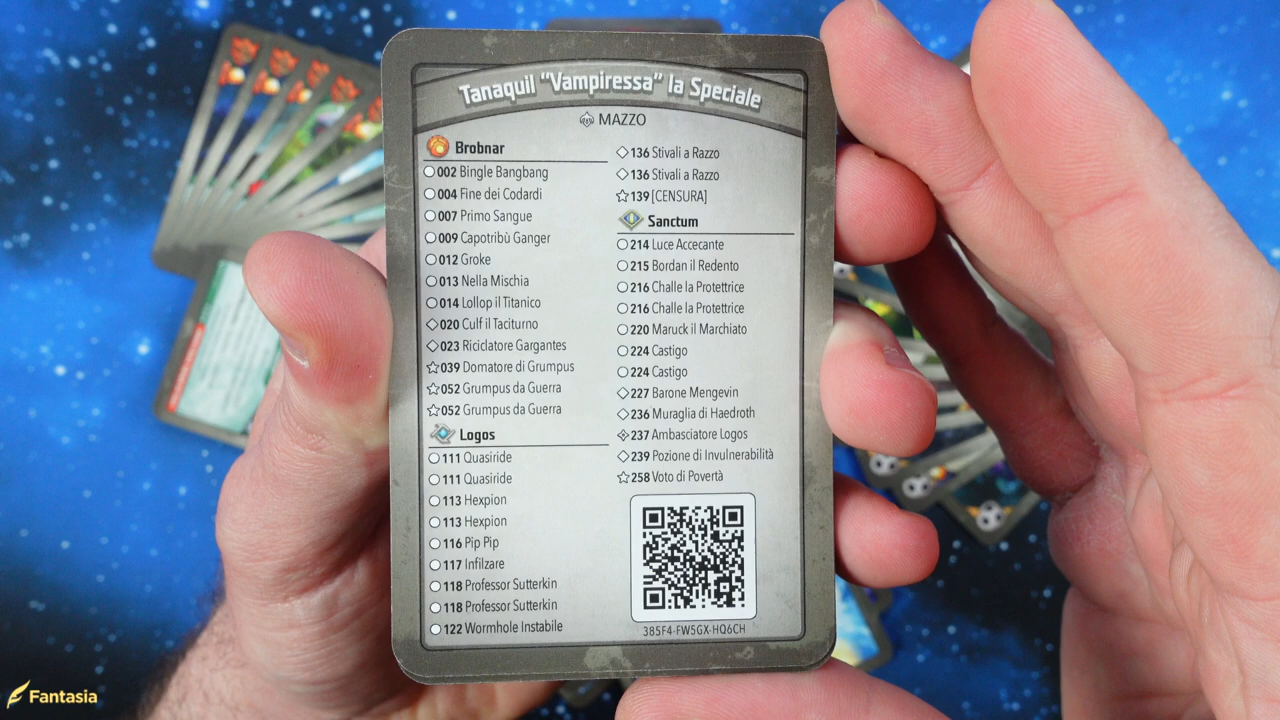 Tanaquil "Vampiressa" la Speciale
MAZZO
Brobnar
002 Bingle Bangbang
004 Fine dei Codardi
007 Primo Sangue
009 Capotribù Ganger
012 Groke
013 Nella Mischia
014 Lollop il Titanico
020 Culf il Taciturno
023 Riciclatore Gargantes
039 Domatore di Grumpus
052 Grumpus da Guerra
052 Grumpus da Guerra
Logos
111 Quasiride
111 Quasiride
113 Hexpion
113 Hexpion
116 Pip Pip
117 Infilzare
118 Professor Sutterkin
118 Professor Sutterkin
122 Wormhole Instabile
136 Stivali a Razzo
136 Stivali a Razzo
139 [CENSURA]
Sanctum
214 Luce Accecante
215 Bordan il Redento
216 Challe la Protettrice
216 Challe la Protettrice
220 Maruck il Marchiato
224 Castigo
224 Castigo
227 Barone Mengevin
236 Muraglia di Haedroth
237 Ambasciatore Logos
239 Pozione di Invulnerabilità
258 Voto di Povertà
385F4-FW5GX-HQ6CH
Fantasia